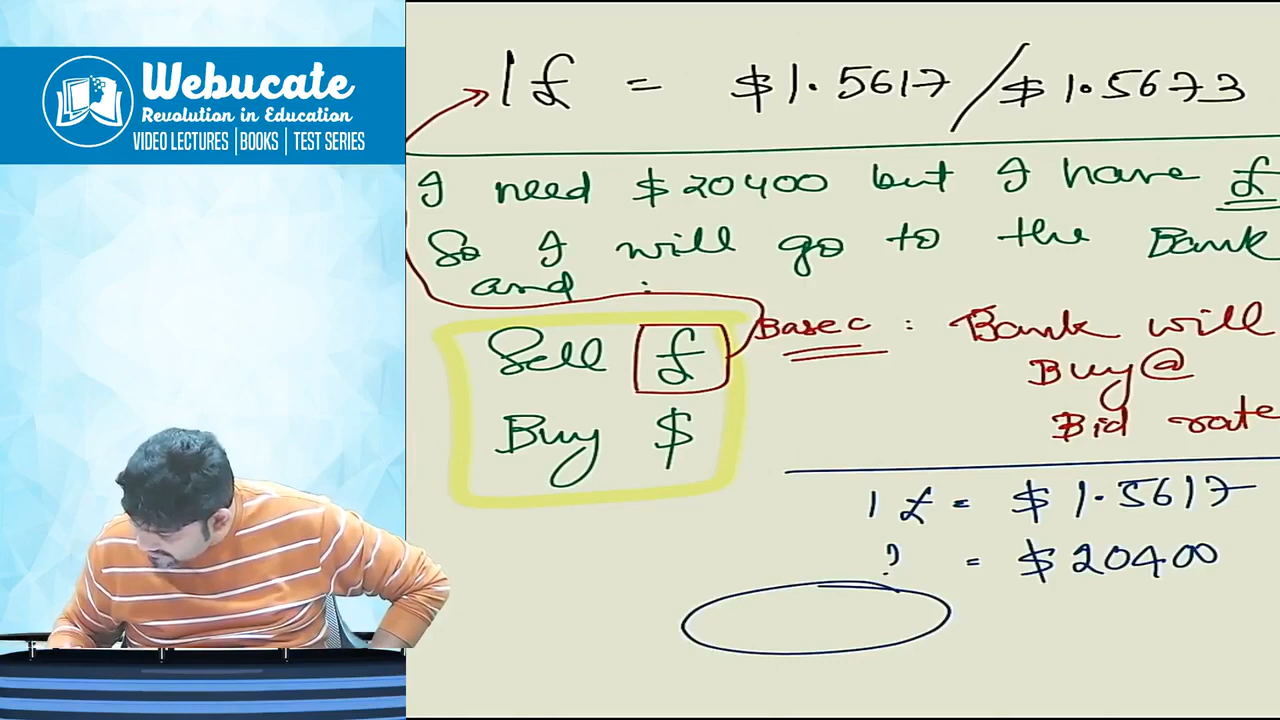 Webucate
Revolution in Education
VIDEO LECTURES | BOOKS | TEST SERIES
1 £ = $1.5617 / $1.5673
I need $20400 but I have £
So I will go to the Bank
and :
Sell £
Buy $
Base c : Bank will
Buy @
Bid rate
1 £ = $1.5617
? = $20400